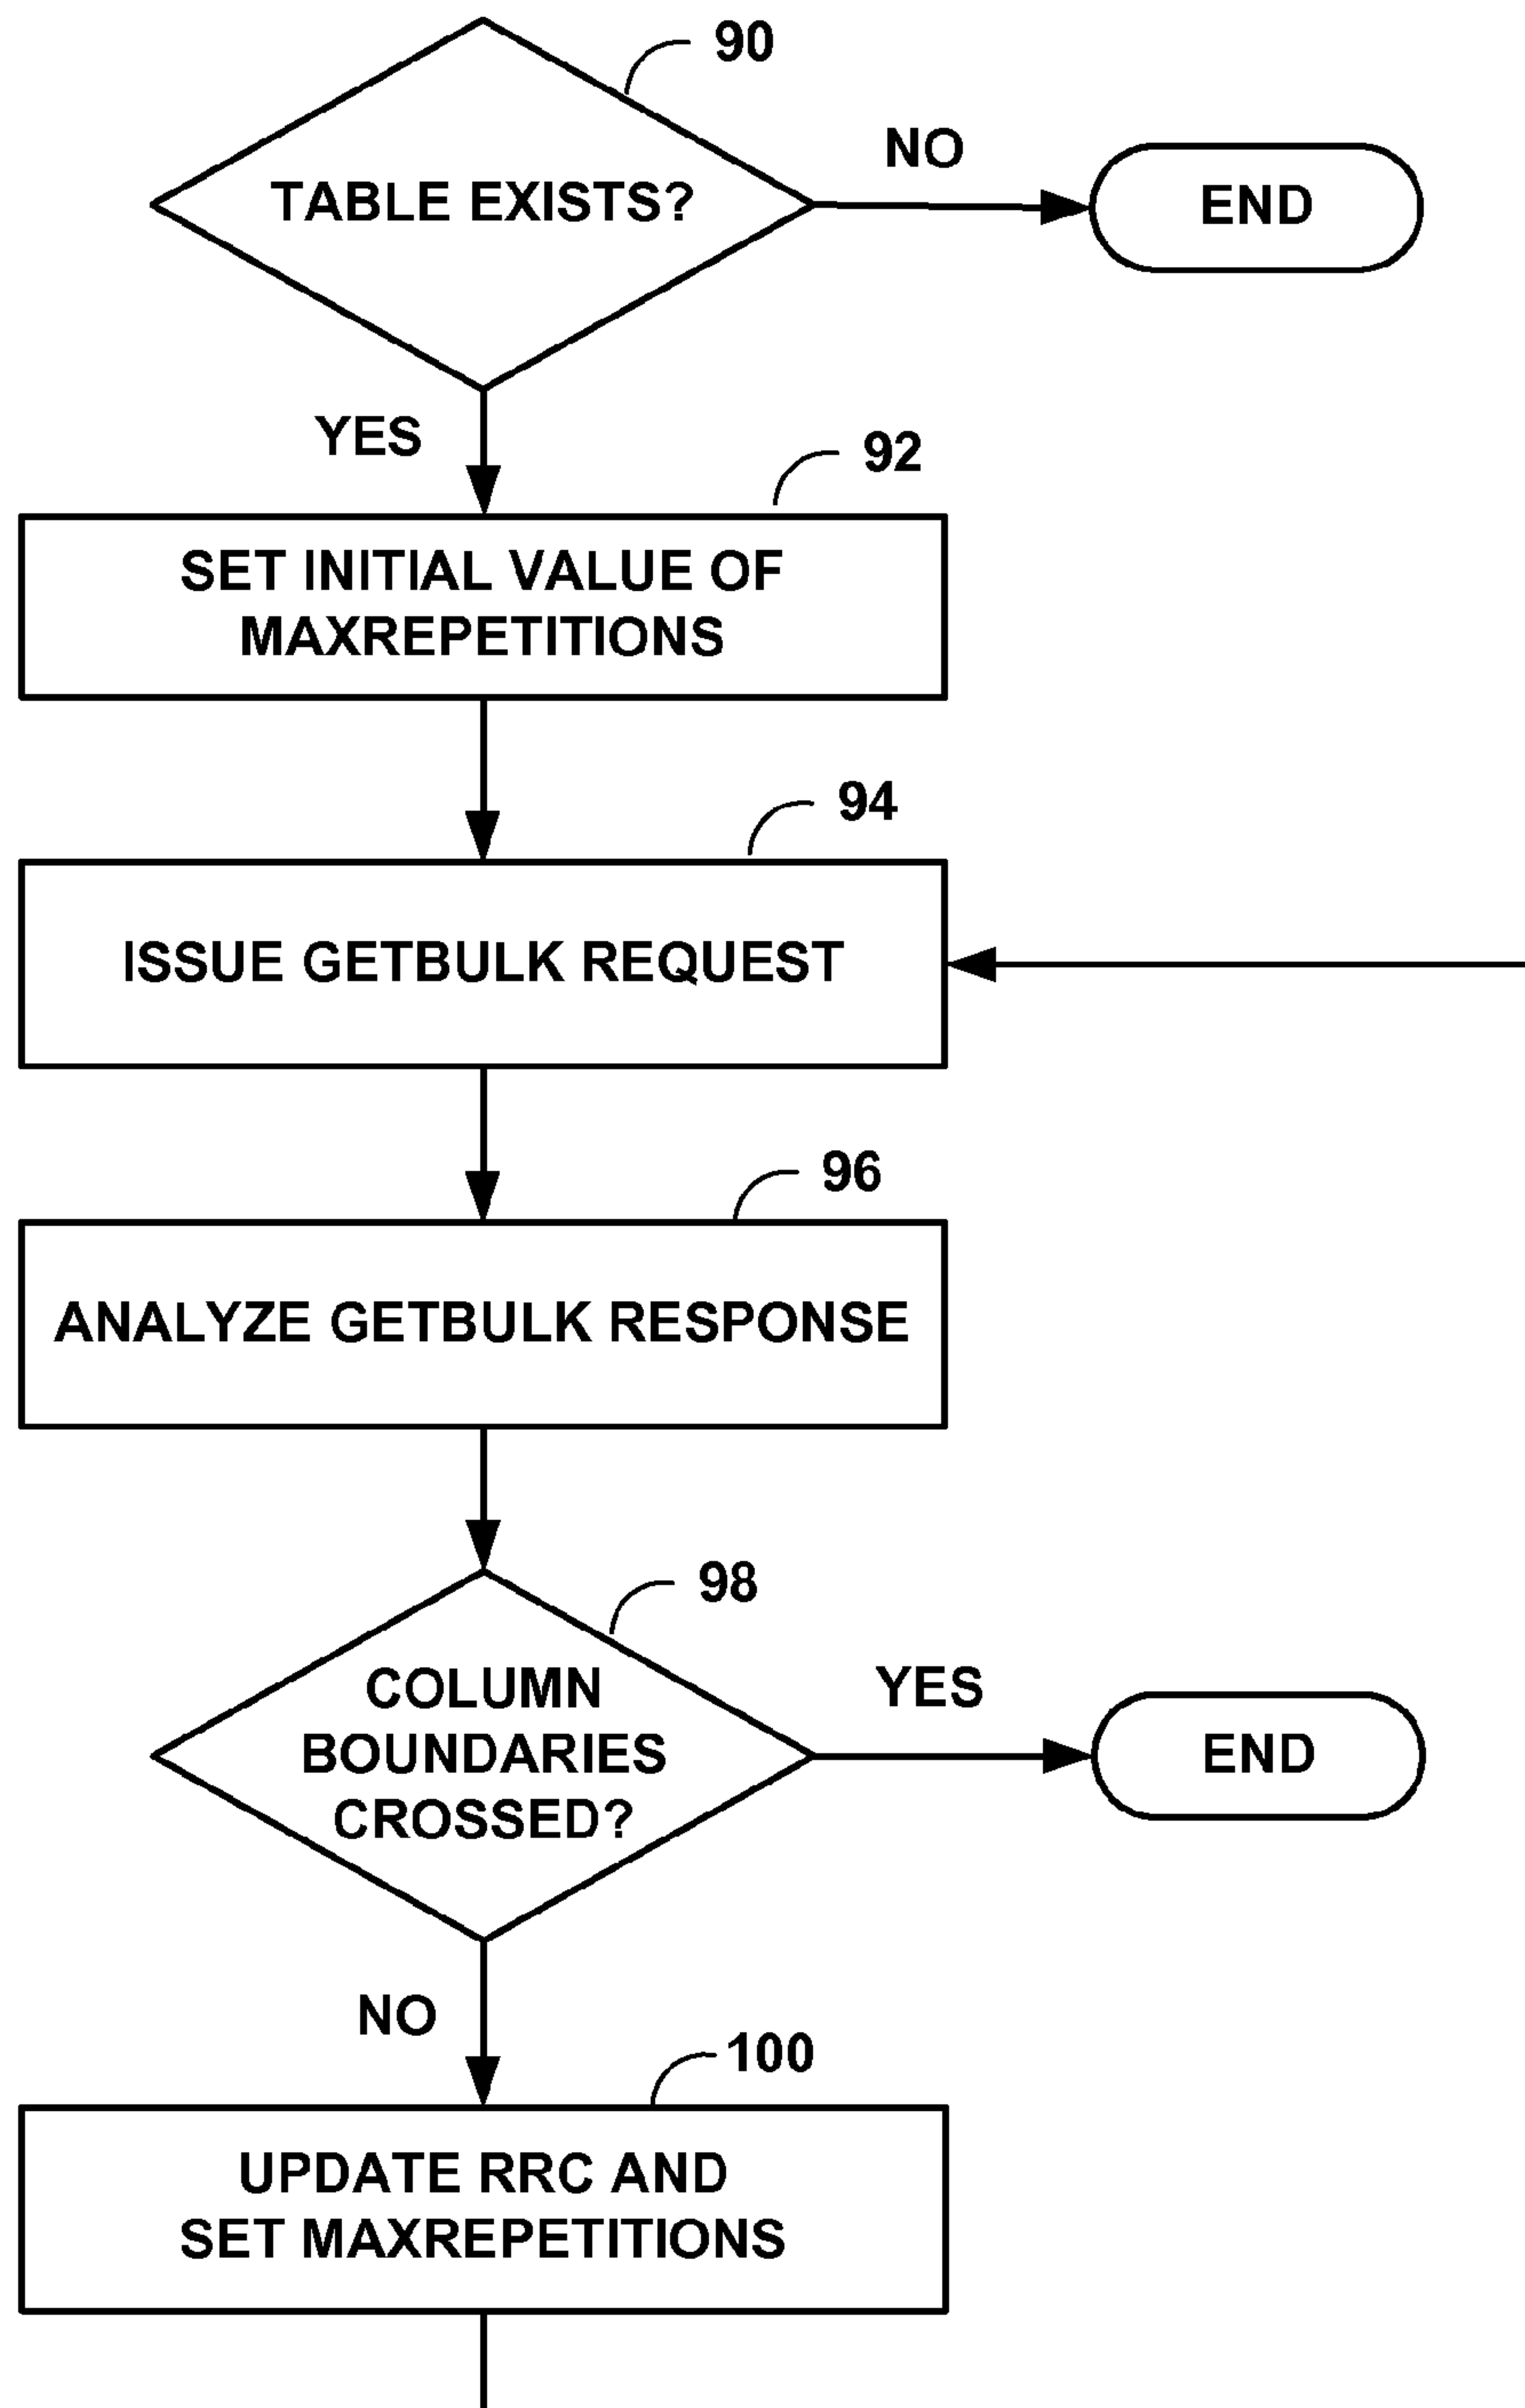 90
NO
TABLE EXISTS?
END
YES
92
SET INITIAL VALUE OF
MAXREPETITIONS
94
ISSUE GETBULK REQUEST
96
ANALYZE GETBULK RESPONSE
98
COLUMN
BOUNDARIES
CROSSED?
YES
END
NO
100
UPDATE RRC AND
SET MAXREPETITIONS